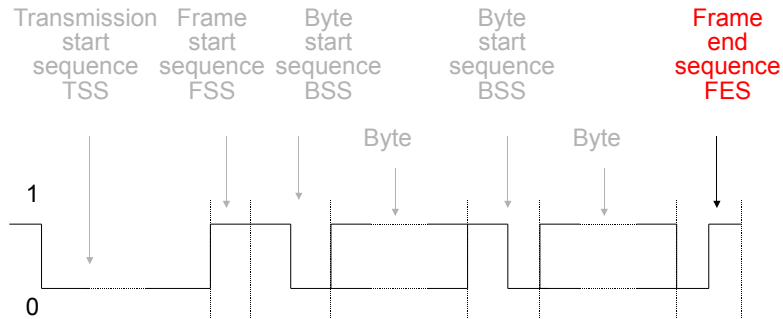 Transmission
start
sequence
TSS
Frame
start
sequence
FSS
Byte
start
sequence
BSS
Byte
start
sequence
BSS
Frame
end
sequence
FES
Byte
Byte
1
0